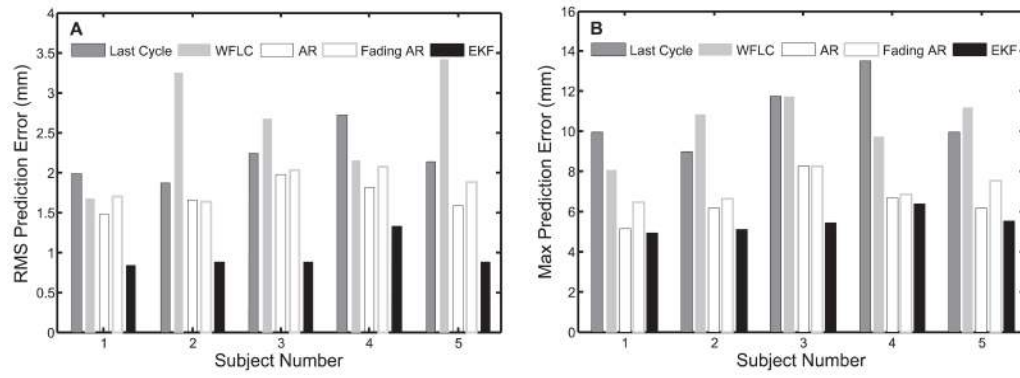 A
Last Cycle WFLC AR Fading AR EKF
4
3.5
3
2.5
2
1.5
1
0.5
0
RMS Prediction Error (mm)
1 2 3 4 5
Subject Number
B
Last Cycle WFLC AR Fading AR EKF
16
14
12
10
8
6
4
2
0
Max Prediction Error (mm)
1 2 3 4 5
Subject Number